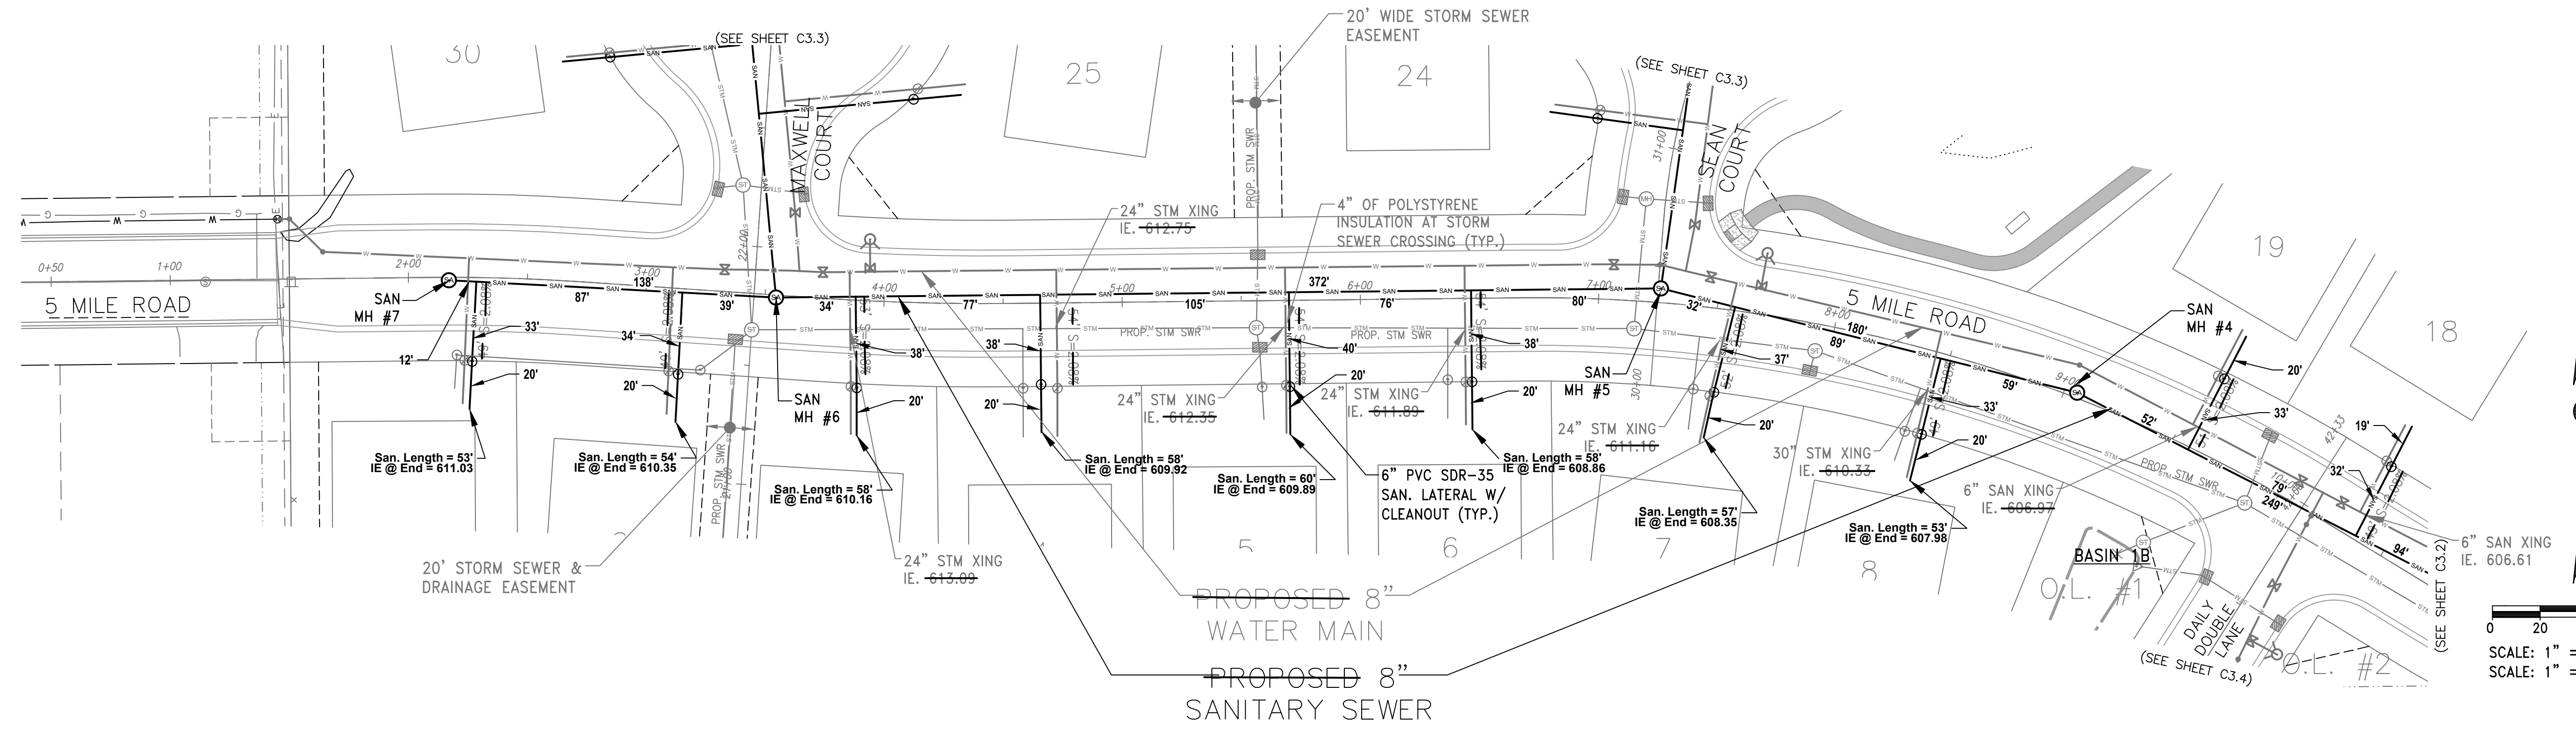 20' WIDE STORM SEWER
EASEMENT
(SEE SHEET C3.3)
30
25
24
(SEE SHEET C3.3)
MAXWELL
COURT
SEAN
COURT
31+00
PROP. STM SWR
24" STM XING
IE. 612.75
4" OF POLYSTYRENE
INSULATION AT STORM
SEWER CROSSING (TYP.)
19
18
22+00
0+50
1+00
2+00
3+00
4+00
5+00
6+00
7+00
8+00
9+00
5 MILE ROAD
5 MILE ROAD
138'
372'
180'
87'
39'
34'
77'
105'
76'
80'
32'
89'
59'
52'
79'
249'
94'
SAN
MH #7
SAN
MH #4
12'
33'
34'
38'
38'
PROP. STM SWR
40'
PROP. STM SWR
38'
37'
33'
33'
32'
19'
20'
20'
20'
20'
20'
20'
20'
20'
20'
20'
SAN
MH #6
SAN
MH #5
30+00
42+33
24" STM XING
IE. 612.35
24" STM XING
IE. 611.89
24" STM XING
IE. 611.16
30" STM XING
IE. 610.33
6" SAN XING
IE. 606.97
PROP. STM SWR
San. Length = 53'
IE @ End = 611.03
San. Length = 54'
IE @ End = 610.35
San. Length = 58'
IE @ End = 610.16
San. Length = 58'
IE @ End = 609.92
San. Length = 60'
IE @ End = 609.89
San. Length = 58'
IE @ End = 608.86
San. Length = 57'
IE @ End = 608.35
San. Length = 53'
IE @ End = 607.98
6" PVC SDR-35
SAN. LATERAL W/
CLEANOUT (TYP.)
PROP. STM SWR
21+00
5
6
7
8
20' STORM SEWER &
DRAINAGE EASEMENT
24" STM XING
IE. 613.09
PROPOSED 8"
WATER MAIN
PROPOSED 8"
SANITARY SEWER
BASIN 1B
O.L. #1
O.L. #2
DAILY
DOUBLE
LANE
(SEE SHEET C3.4)
(SEE SHEET C3.2)
6" SAN XING
IE. 606.61
0 20
SCALE: 1" =
SCALE: 1" =